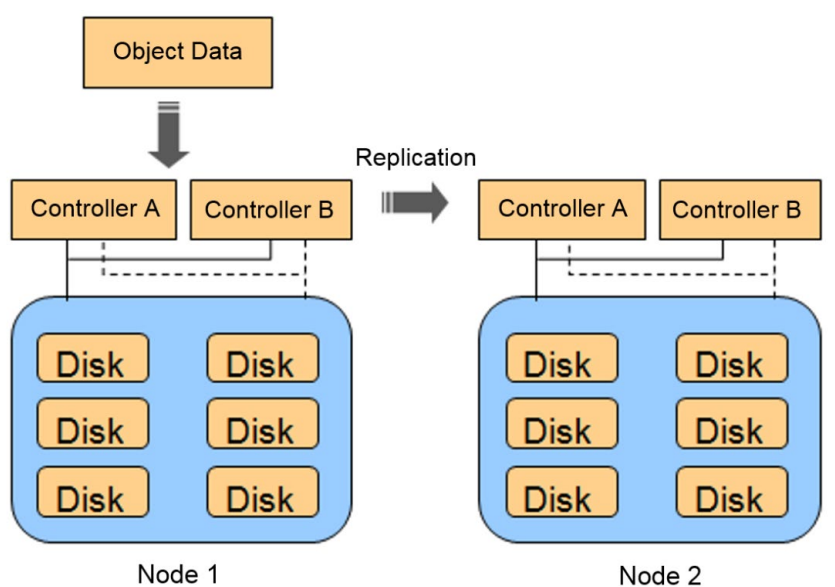 Object Data
Replication
Controller A
Controller B
Controller A
Controller B
Disk
Disk
Disk
Disk
Disk
Disk
Disk
Disk
Disk
Disk
Disk
Disk
Node 1
Node 2